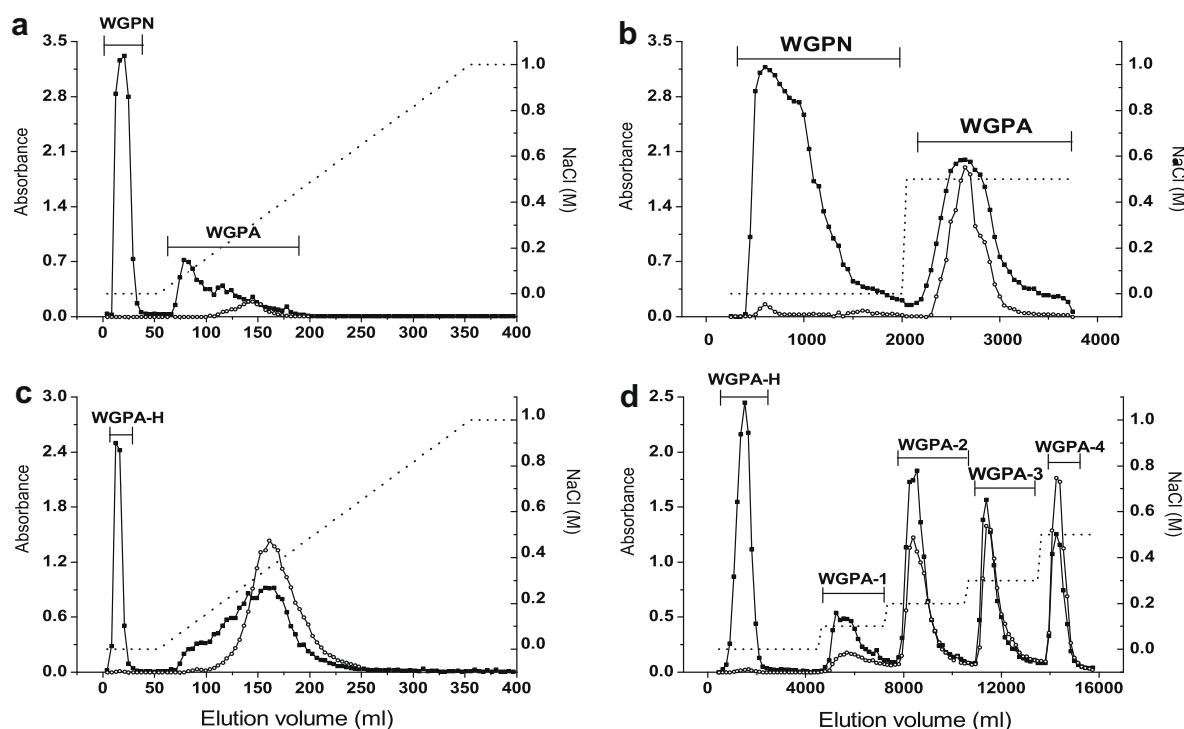 a
WGPN
WGPA
3.5
2.8
2.1
1.4
0.7
0.0
Absorbance
1.0
0.8
0.6
0.4
0.2
0.0
NaCl (M)
0 50 100 150 200 250 300 350 400
b
WGPN
WGPA
3.5
2.8
2.1
1.4
0.7
0.0
Absorbance
1.0
0.8
0.6
0.4
0.2
0.0
NaCl (M)
0 1000 2000 3000 4000
c
WGPA-H
3.0
2.4
1.8
1.2
0.6
0.0
Absorbance
1.0
0.8
0.6
0.4
0.2
0.0
NaCl (M)
0 50 100 150 200 250 300 350 400
Elution volume (ml)
d
WGPA-H
WGPA-1
WGPA-2
WGPA-3
WGPA-4
2.5
2.0
1.5
1.0
0.5
0.0
Absorbance
1.0
0.8
0.6
0.4
0.2
0.0
NaCl (M)
0 4000 8000 12000 16000
Elution volume (ml)